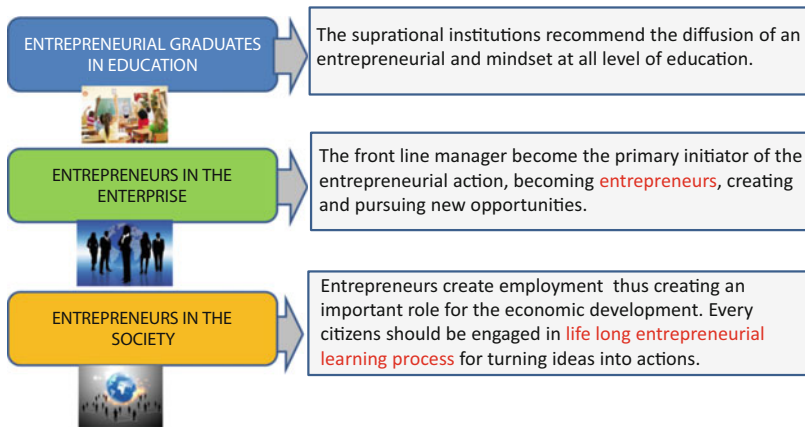 ENTREPRENEURIAL GRADUATES
IN EDUCATION
The suprational institutions recommend the diffusion of an
entrepreneurial and mindset at all level of education.
ENTREPRENEURS IN THE
ENTERPRISE
The front line manager become the primary initiator of the
entrepreneurial action, becoming entrepreneurs, creating
and pursuing new opportunities.
ENTREPRENEURS IN THE
SOCIETY
Entrepreneurs create employment thus creating an
important role for the economic development. Every
citizens should be engaged in life long entrepreneurial
learning process for turning ideas into actions.